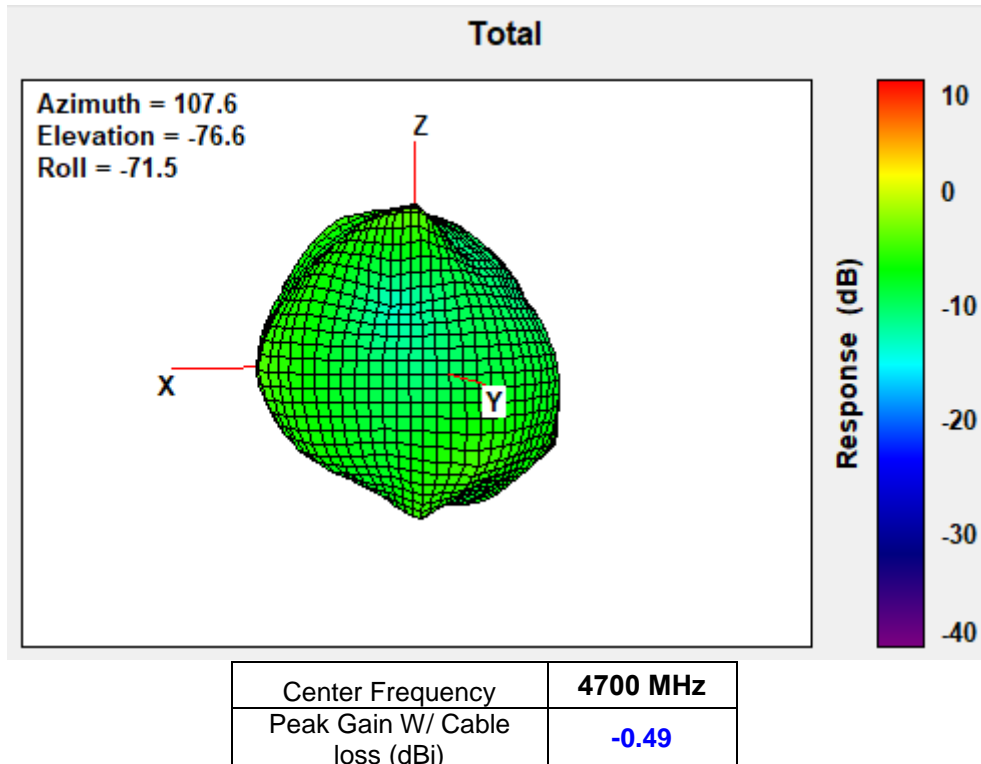 Total
Azimuth = 107.6
Elevation = -76.6
Roll = -71.5
Z
X
Y
10
0
-10
-20
-30
-40
Response (dB)
Center Frequency 4700 MHz
Peak Gain W/ Cable
loss (dBi) -0.49